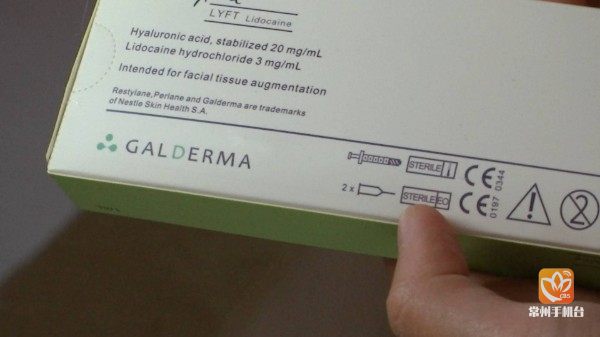 LYFT Lidocaine
Hyaluronic acid, stabilized 20 mg/mL
Lidocaine hydrochloride 3 mg/mL
Intended for facial tissue augmentation
Restylane, Perlane and Galderma are trademarks
of Nestle Skin Health S.A.
GALDERMA
STERILE CE 0344
2 x STERILE EO CE 0197
2
常州手机台